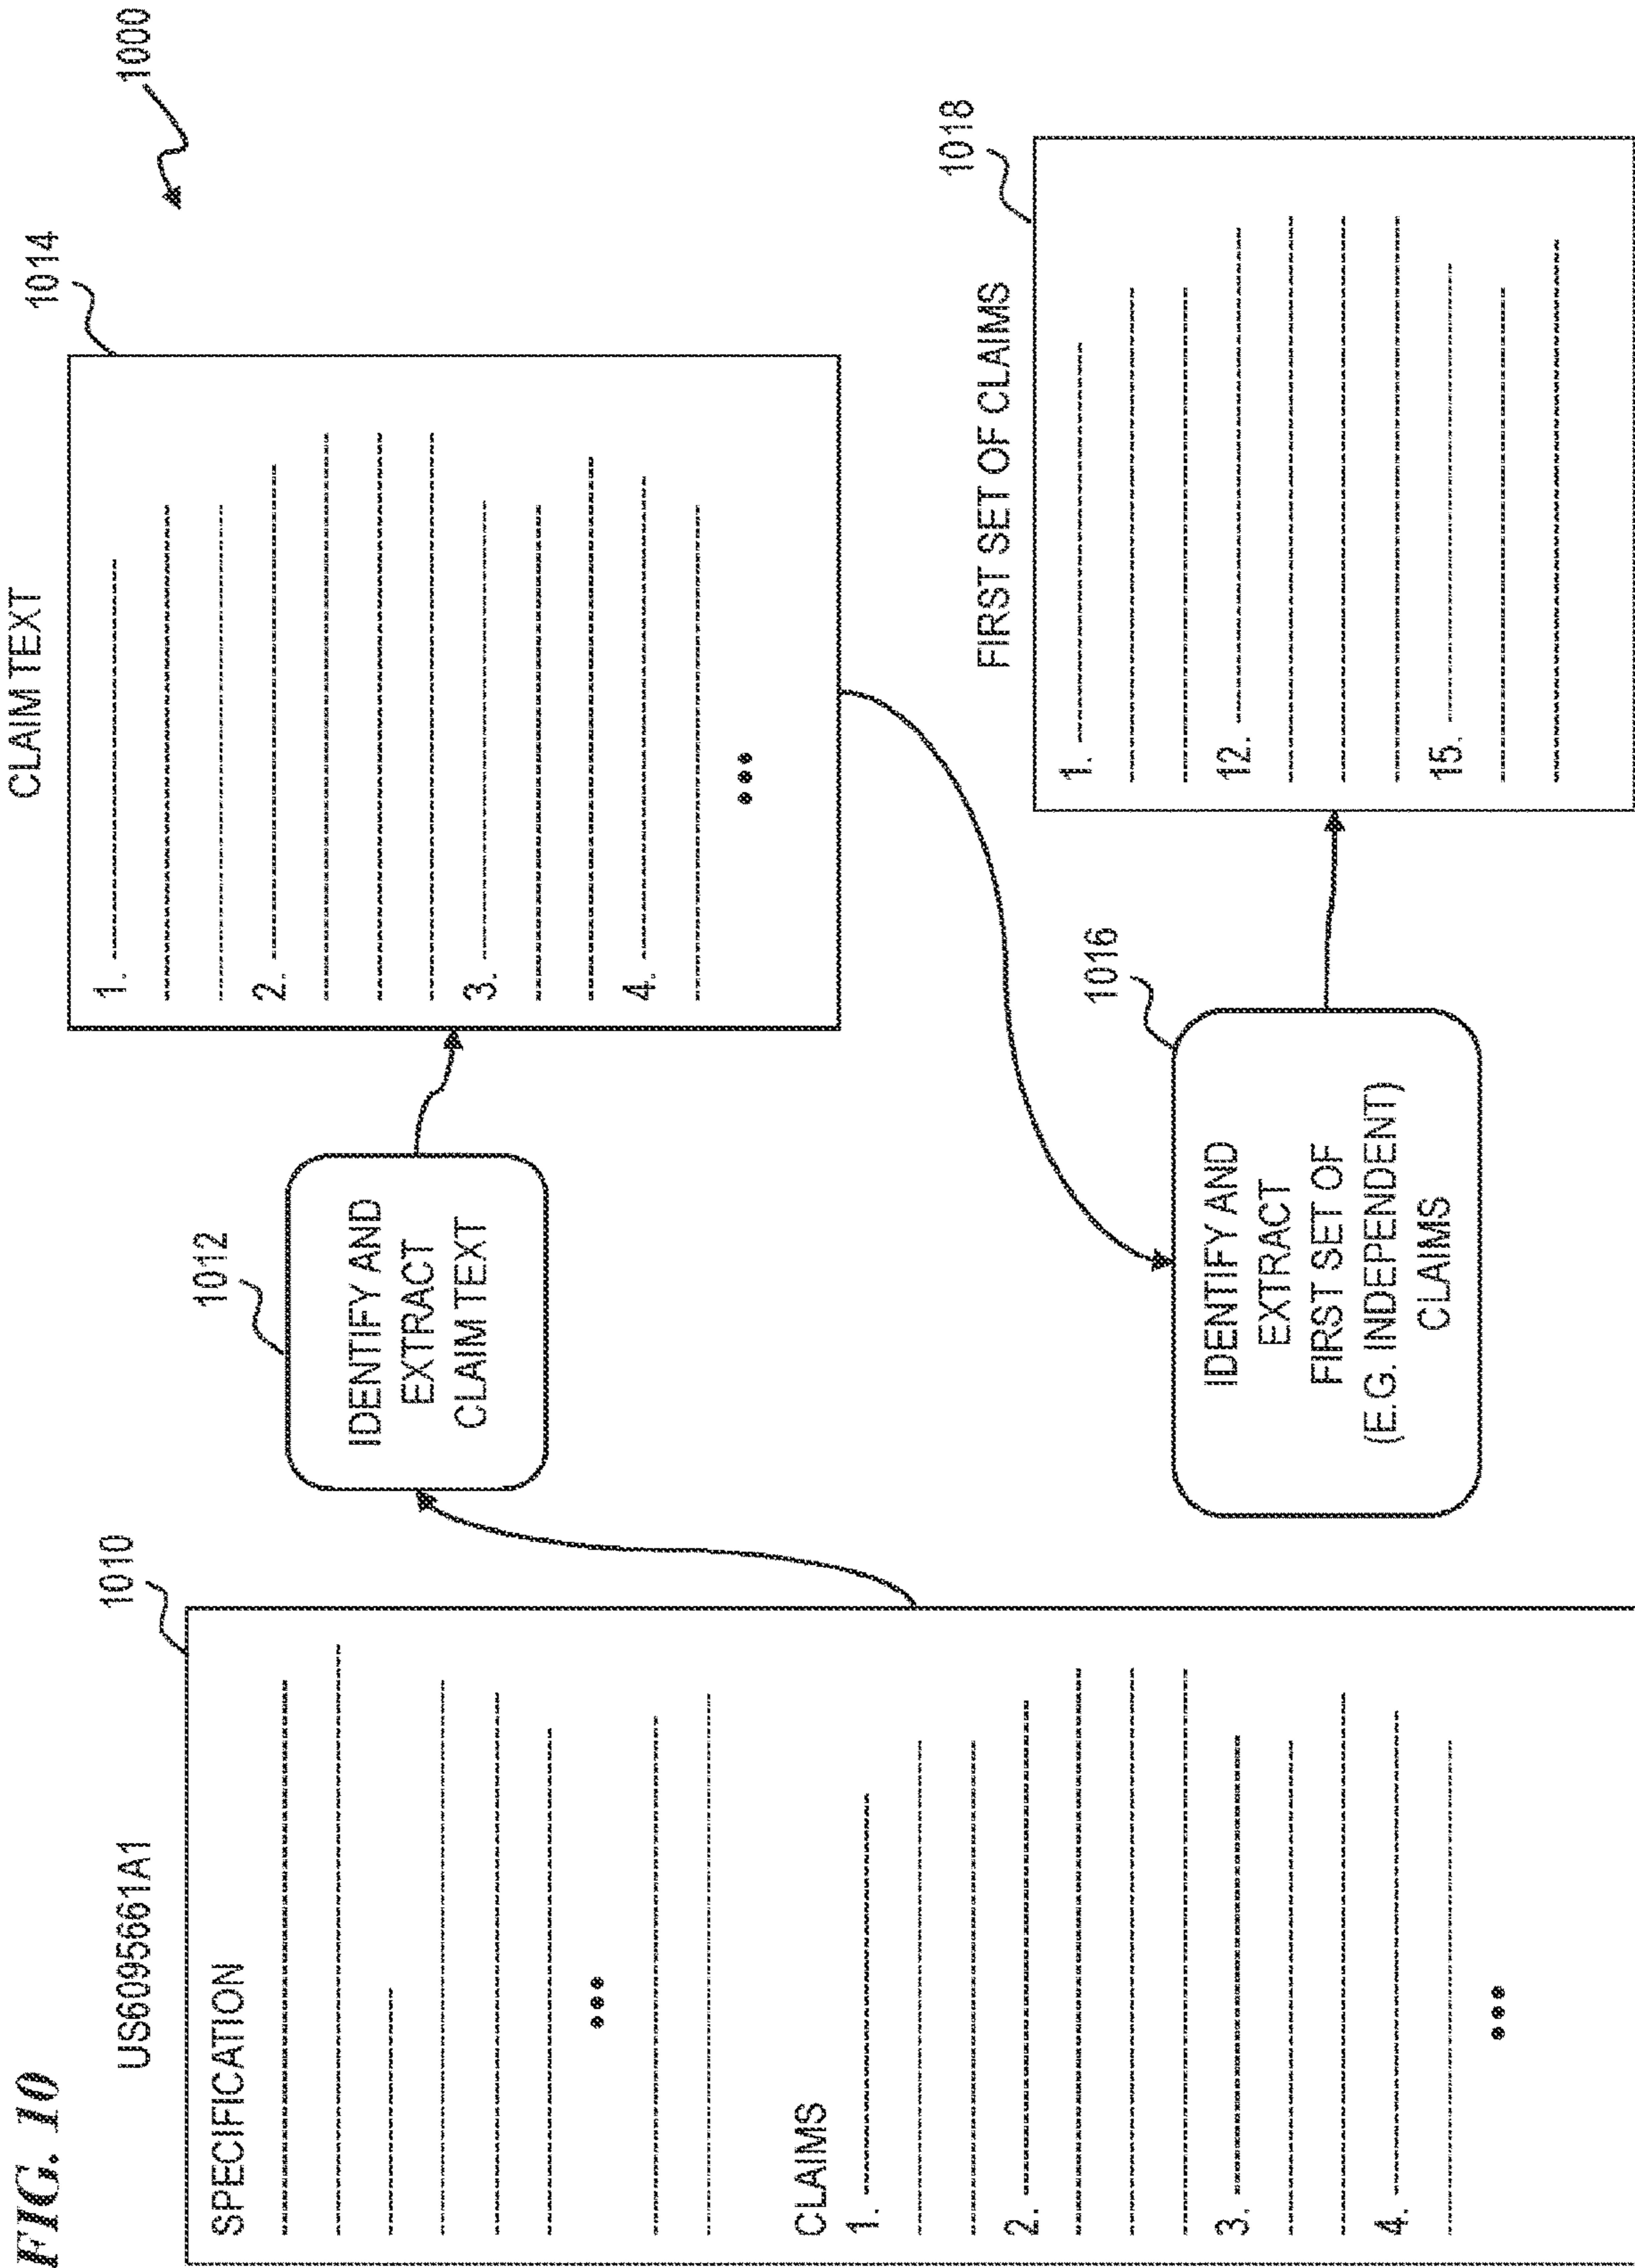 FIG. 10
1000
US6095661A1
1010
SPECIFICATION
CLAIMS
1.
2.
3.
4.
1012
IDENTIFY AND
EXTRACT
CLAIM TEXT
CLAIM TEXT
1014
1.
2.
3.
4.
1016
IDENTIFY AND
EXTRACT
FIRST SET OF
(E.G. INDEPENDENT)
CLAIMS
FIRST SET OF CLAIMS
1018
1.
12.
15.